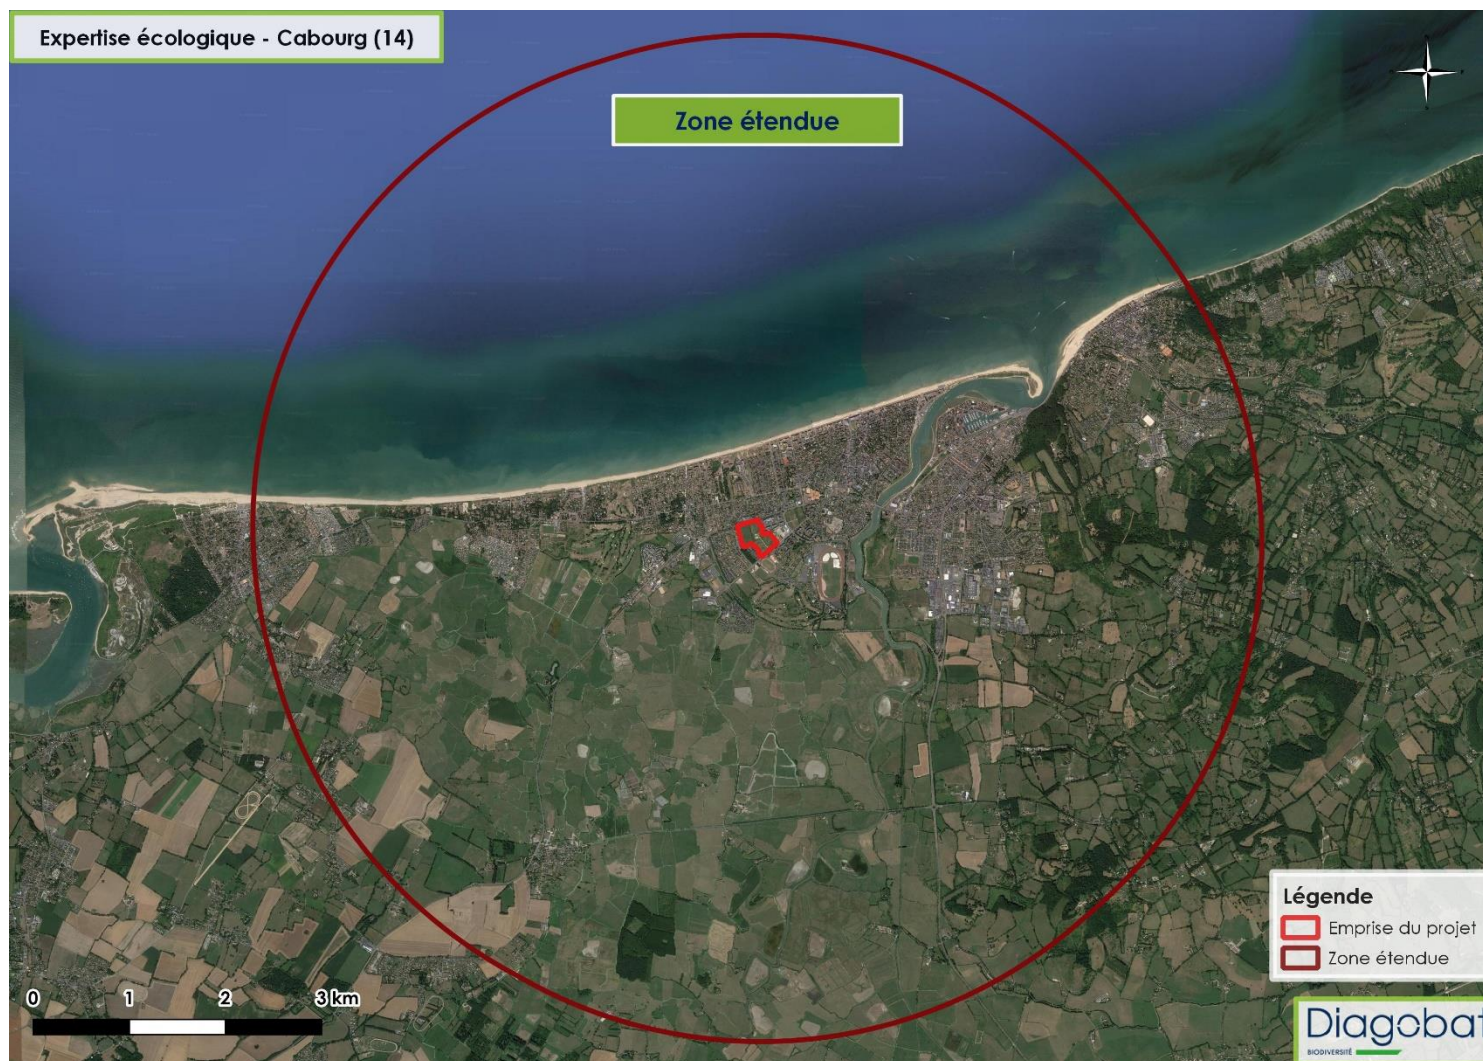 Expertise écologique - Cabourg (14)
Zone étendue
Légende
Emprise du projet
Zone étendue
0 1 2 3 km
Diagobat
BIODIVERSITÉ